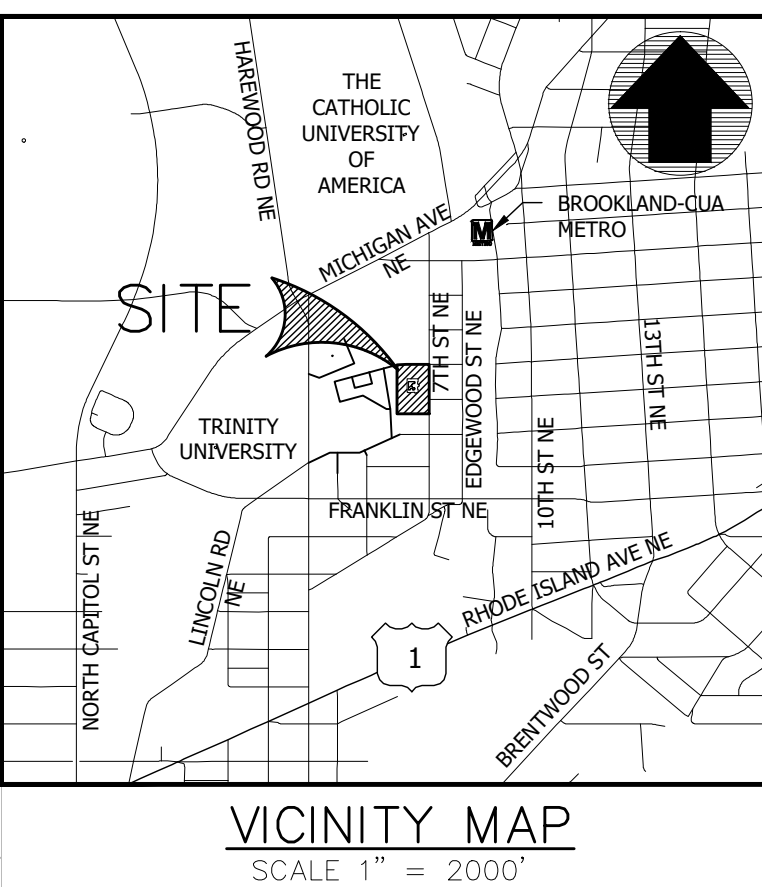 HAREWOOD RD NE
THE
CATHOLIC
UNIVERSITY
OF
AMERICA
BROOKLAND-CUA
METRO
M
MICHIGAN AVE
NE
SITE
7TH ST NE
EDGEWOOD ST NE
13TH ST NE
TRINITY
UNIVERSITY
10TH ST NE
FRANKLIN ST NE
NORTH CAPITOL ST NE
LINCOLN RD
NE
RHODE ISLAND AVE NE
1
BRENTWOOD ST
VICINITY MAP
SCALE 1" = 2000'